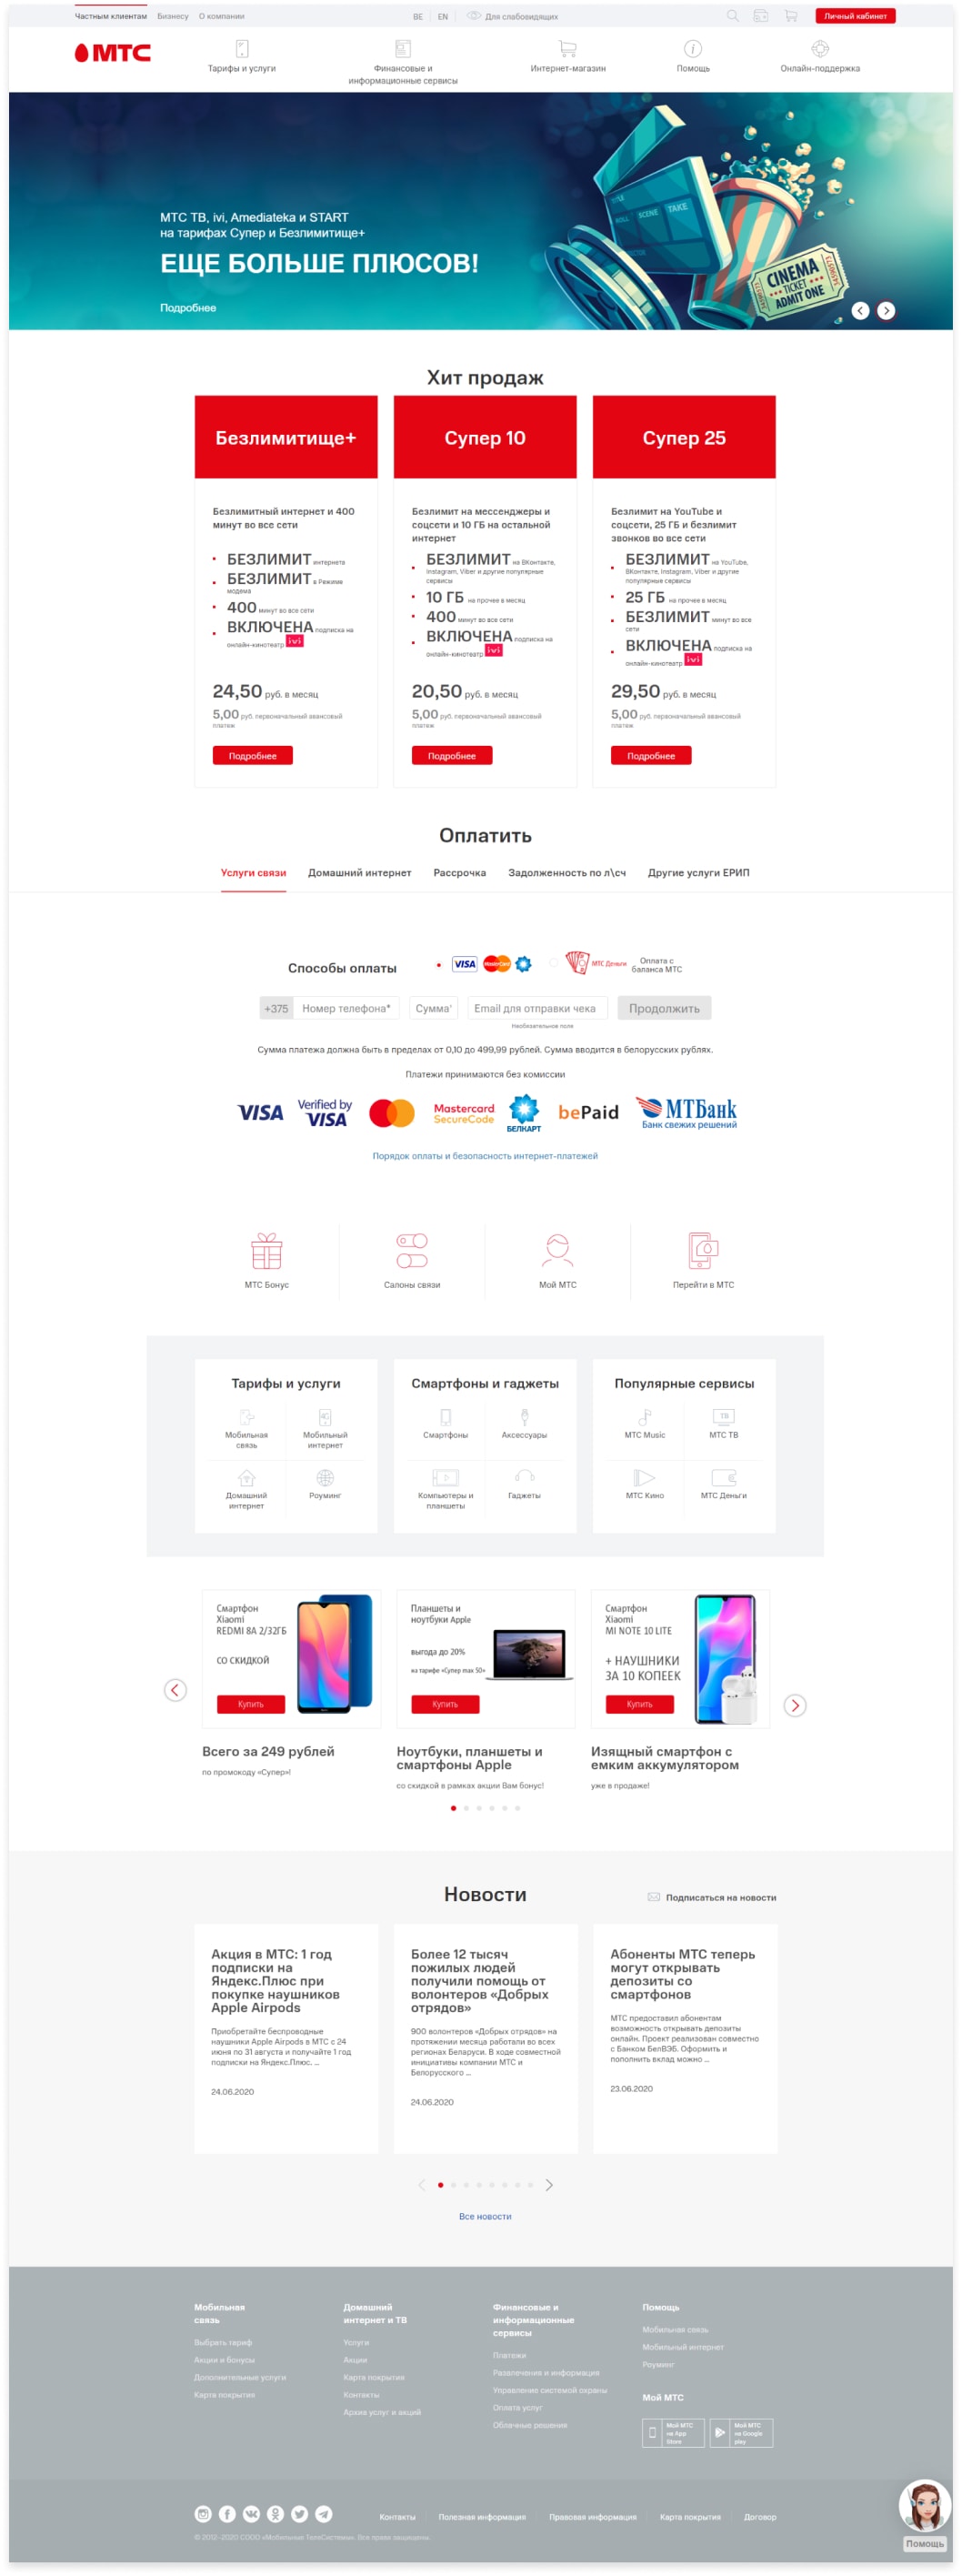 Частным клиентам Бизнесу О компании BE EN Для слабовидящих Личный кабинет
МТС
Тарифы и услуги
Финансовые и
информационные сервисы
Интернет-магазин
Помощь
Онлайн-поддержка
МТС ТВ, ivi, Amediateka и START
на тарифах Супер и Безлимитище+
ЕЩЕ БОЛЬШЕ ПЛЮСОВ!
Подробнее
ROLL SCENE TAKE
CINEMA
TICKET
ADMIT ONE
Хит продаж
Безлимитище+
Безлимитный интернет и 400
минут во все сети
БЕЗЛИМИТ интернета
БЕЗЛИМИТ в Режиме
модема
400 минут во все сети
ВКЛЮЧЕНА подписка на
онлайн-кинотеатр ivi
24,50 руб. в месяц
5,00 руб. первоначальный авансовый
платеж
Подробнее
Супер 10
Безлимит на мессенджеры и
соцсети и 10 ГБ на остальной
интернет
БЕЗЛИМИТ на ВКонтакте,
Instagram, Viber и другие популярные
сервисы
10 ГБ на прочее в месяц
400 минут во все сети
ВКЛЮЧЕНА подписка на
онлайн-кинотеатр ivi
20,50 руб. в месяц
5,00 руб. первоначальный авансовый
платеж
Подробнее
Супер 25
Безлимит на YouTube и
соцсети, 25 ГБ и безлимит
звонков во все сети
БЕЗЛИМИТ на YouTube,
ВКонтакте, Instagram, Viber и другие
популярные сервисы
25 ГБ на прочее в месяц
БЕЗЛИМИТ минут во все
сети
ВКЛЮЧЕНА подписка на
онлайн-кинотеатр ivi
29,50 руб. в месяц
5,00 руб. первоначальный авансовый
платеж
Подробнее
Оплатить
Услуги связи Домашний интернет Рассрочка Задолженность по л\сч Другие услуги ЕРИП
Способы оплаты VISA MasterCard МТС Деньги
Оплата с
баланса МТС
+375 Номер телефона* Сумма* Email для отправки чека Продолжить
Необязательное поле
Сумма платежа должна быть в пределах от 0,10 до 499,99 рублей. Сумма вводится в белорусских рублях.
Платежи принимаются без комиссии
VISA
Verified by
VISA
Mastercard
SecureCode
БЕЛКАРТ
bePaid
МТБанк
Банк свежих решений
Порядок оплаты и безопасность интернет-платежей
МТС Бонус Салоны связи Мой МТС Перейти в МТС
Тарифы и услуги
Мобильная
связь
Мобильный
интернет
Домашний
интернет
Роуминг
Смартфоны и гаджеты
Смартфоны
Аксессуары
Компьютеры и
планшеты
Гаджеты
Популярные сервисы
МТС Music
ТВ
МТС ТВ
МТС Кино
МТС Деньги
Смартфон
Xiaomi
REDMI 8A 2/32ГБ
СО СКИДКОЙ
Купить
Всего за 249 рублей
по промокоду «Супер»!
Планшеты и
ноутбуки Apple
выгода до 20%
на тарифе «Супер max 50»
Купить
Ноутбуки, планшеты и
смартфоны Apple
со скидкой в рамках акции Вам бонус!
Смартфон
Xiaomi
MI NOTE 10 LITE
+ НАУШНИКИ
ЗА 10 КОПЕЕК
Купить
Изящный смартфон с
емким аккумулятором
уже в продаже!
Новости
Подписаться на новости
Акция в МТС: 1 год
подписки на
Яндекс.Плюс при
покупке наушников
Apple Airpods
Приобретайте беспроводные
наушники Apple Airpods в МТС с 24
июня по 31 августа и получайте 1 год
подписки на Яндекс.Плюс. ...
24.06.2020
Более 12 тысяч
пожилых людей
получили помощь от
волонтеров «Добрых
отрядов»
900 волонтеров «Добрых отрядов» на
протяжении месяца работали во всех
регионах Беларуси. В ходе совместной
инициативы компании МТС и
Белорусского ...
24.06.2020
Абоненты МТС теперь
могут открывать
депозиты со
смартфонов
МТС предоставил абонентам
возможность открывать депозиты
онлайн. Проект реализован совместно
с Банком БелВЭБ. Оформить и
пополнить вклад можно ...
23.06.2020
Все новости
Мобильная
связь
Выбрать тариф
Акции и бонусы
Дополнительные услуги
Карта покрытия
Домашний
интернет и ТВ
Услуги
Акции
Карта покрытия
Контакты
Архив услуг и акций
Финансовые и
информационные
сервисы
Платежи
Развлечения и информация
Управление системой охраны
Оплата услуг
Облачные решения
Помощь
Мобильная связь
Мобильный интернет
Роуминг
Мой МТС
Мой МТС
на App
Store
Мой МТС
на Google
play
Контакты Полезная информация Правовая информация Карта покрытия Договор
© 2012–2020 СООО «Мобильные ТелеСистемы». Все права защищены.
Помощь